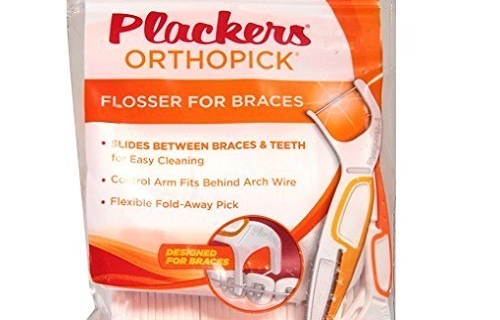 Plackers®
ORTHOPICK®
FLOSSER FOR BRACES
• SLIDES BETWEEN BRACES & TEETH
for Easy Cleaning
• Control Arm Fits Behind Arch Wire
• Flexible Fold-Away Pick
DESIGNED
FOR BRACES
Plackers